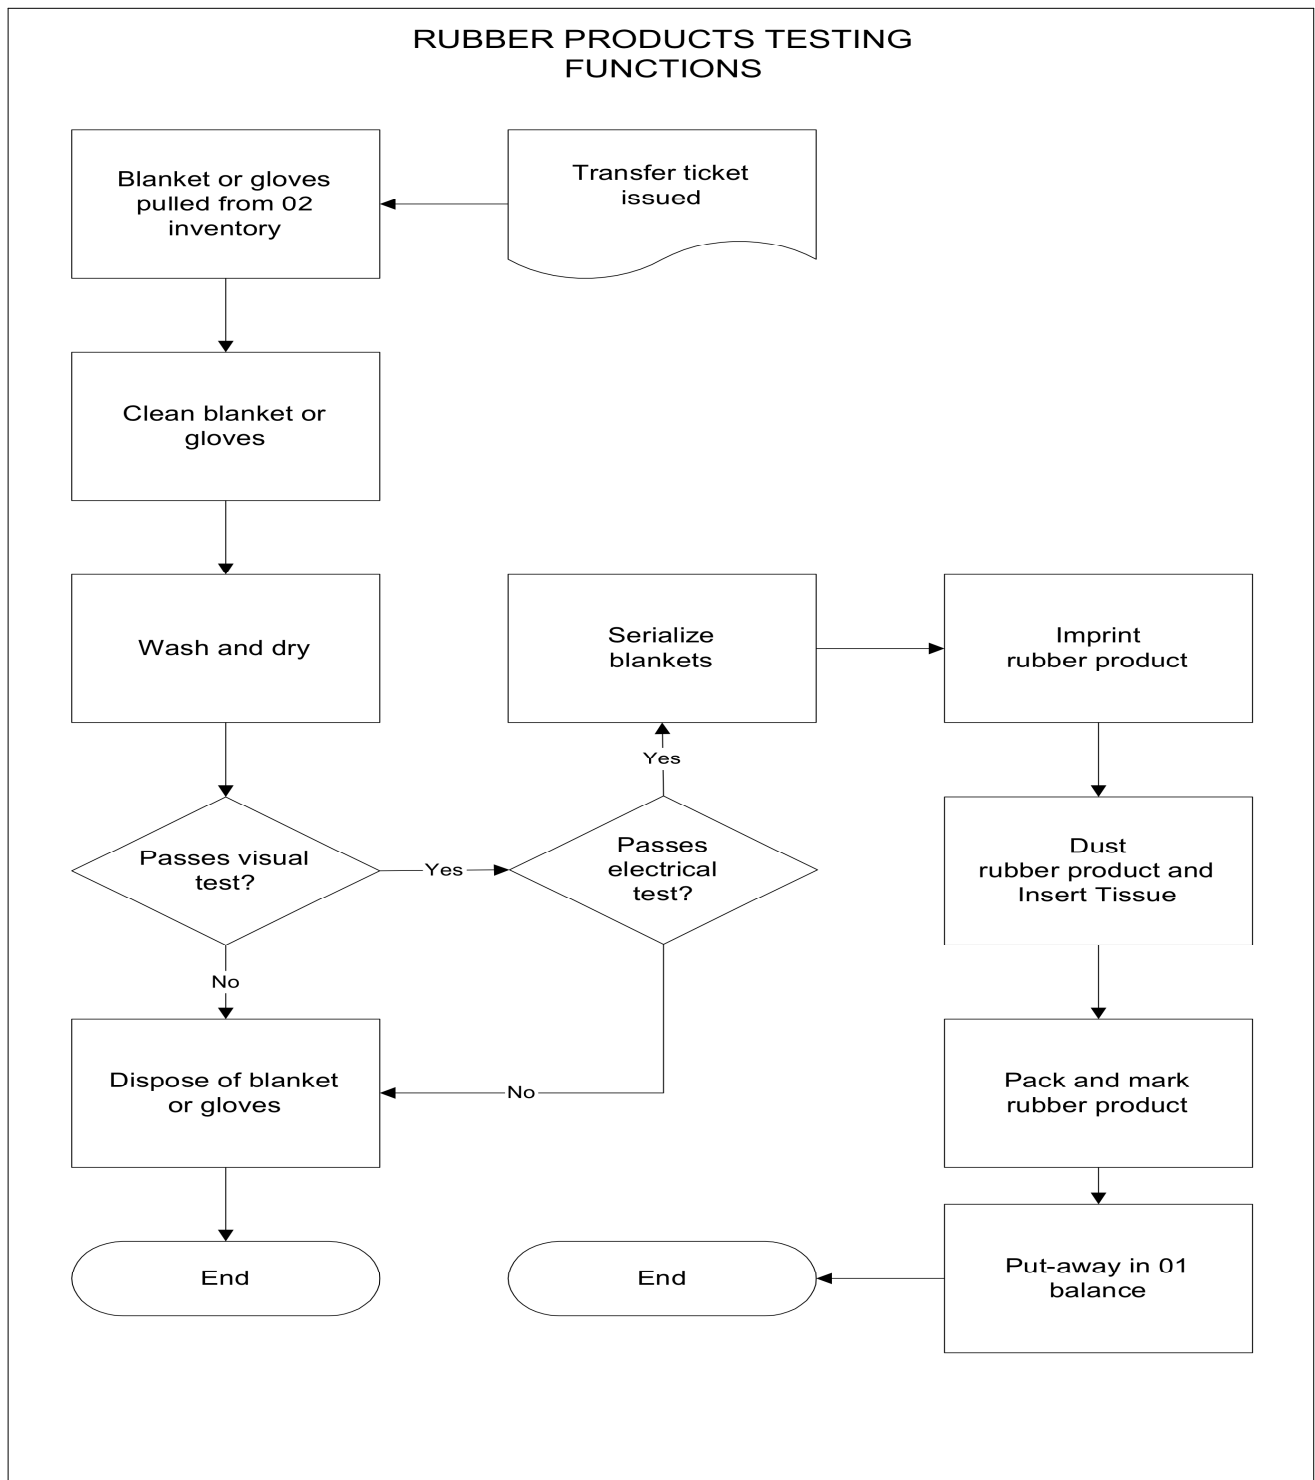 RUBBER PRODUCTS TESTING
FUNCTIONS
Blanket or gloves
pulled from 02
inventory
Transfer ticket
issued
Clean blanket or
gloves
Wash and dry
Serialize
blankets
Imprint
rubber product
Yes
Passes visual
test?
Yes
Passes
electrical
test?
Dust
rubber product and
Insert Tissue
No
Dispose of blanket
or gloves
No
Pack and mark
rubber product
End
End
Put-away in 01
balance